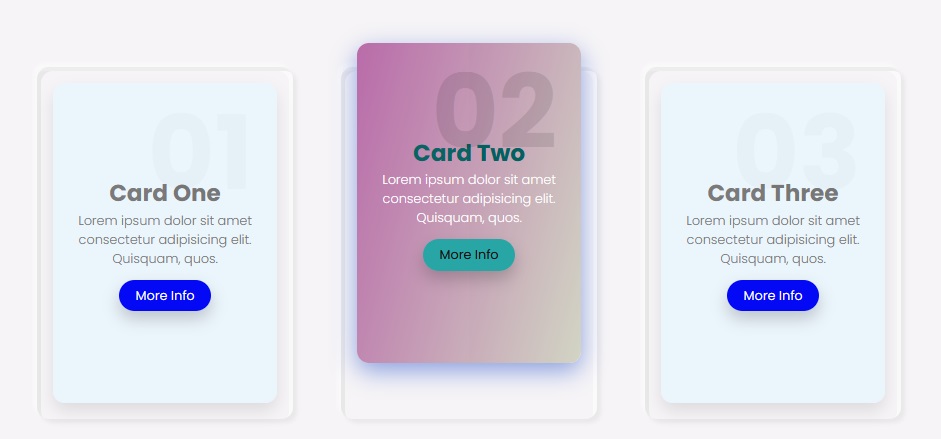 01
Card One
Lorem ipsum dolor sit amet
consectetur adipisicing elit.
Quisquam, quos.
More Info
02
Card Two
Lorem ipsum dolor sit amet
consectetur adipisicing elit.
Quisquam, quos.
More Info
03
Card Three
Lorem ipsum dolor sit amet
consectetur adipisicing elit.
Quisquam, quos.
More Info